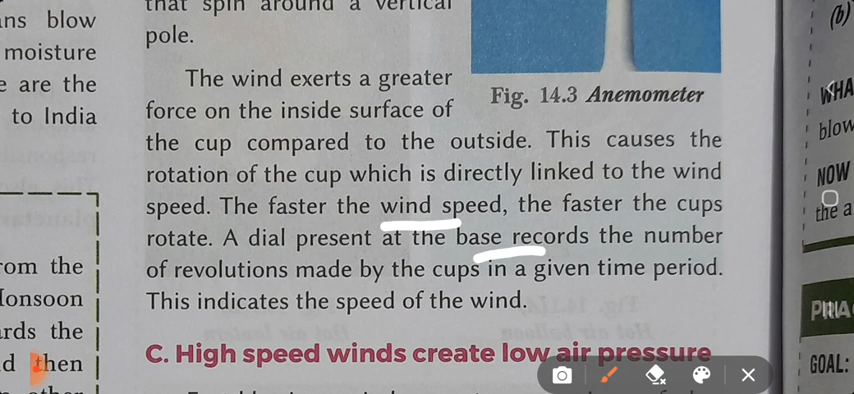 ans blow
moisture
e are the
to India
rom the
Ionsoon
ards the
d then
that spin around a vertical
pole.
The wind exerts a greater
force on the inside surface of
the cup compared to the outside. This causes the
rotation of the cup which is directly linked to the wind
speed. The faster the wind speed, the faster the cups
rotate. A dial present at the base records the number
of revolutions made by the cups in a given time period.
This indicates the speed of the wind.
Fig. 14.3 Anemometer
C. High speed winds create low air pressure
(b)
WHA
blow
NOW
the a
GOAL: